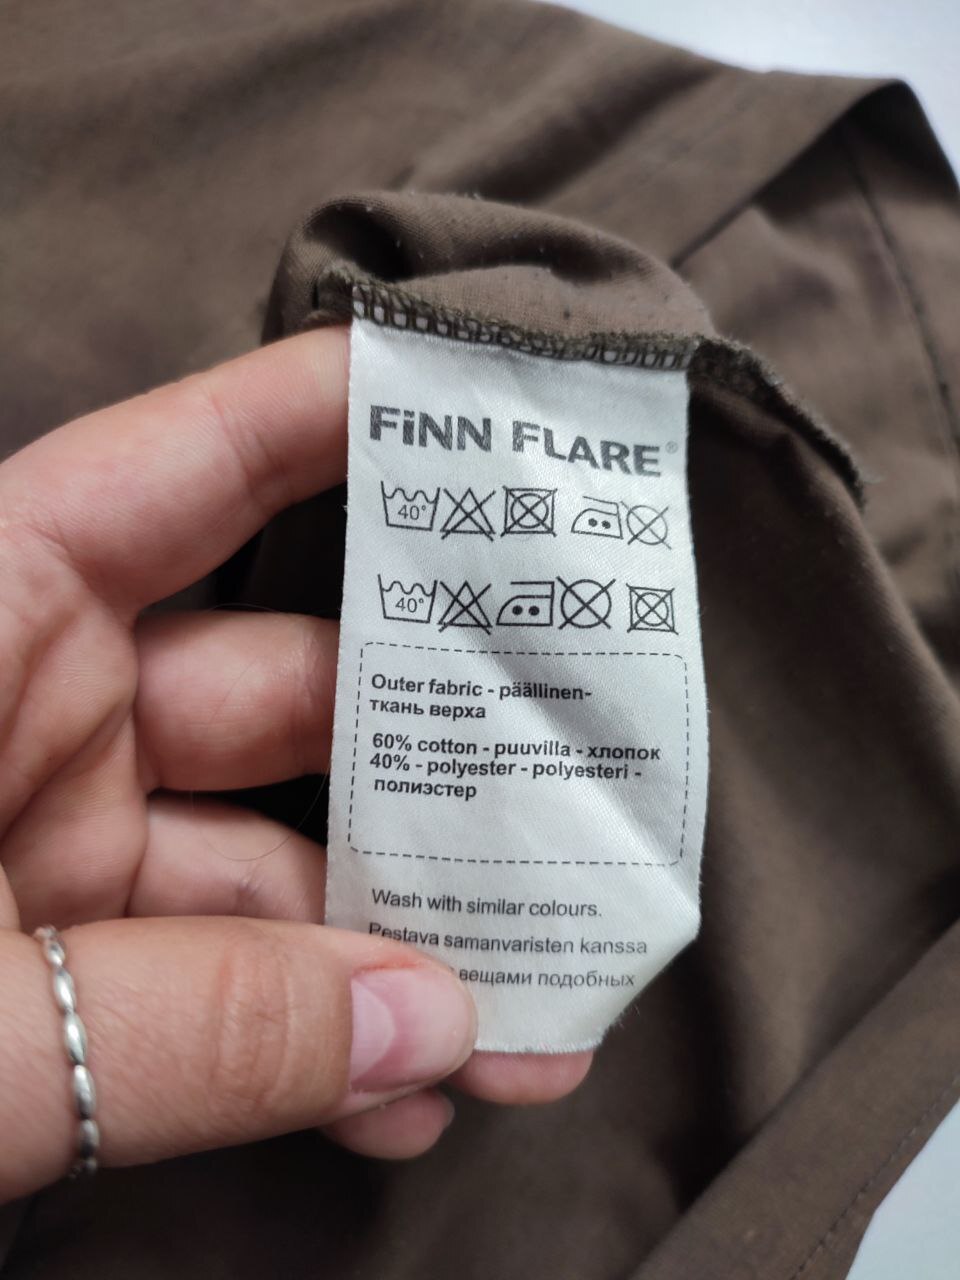 FiNN FLARE®
40°
40°
Outer fabric - päällinen-
ткань верха
60% cotton - puuvilla - хлопок
40% - polyester - polyesteri -
полиэстер
Wash with similar colours.
Pestava samanvaristen kanssa
вещами подобных